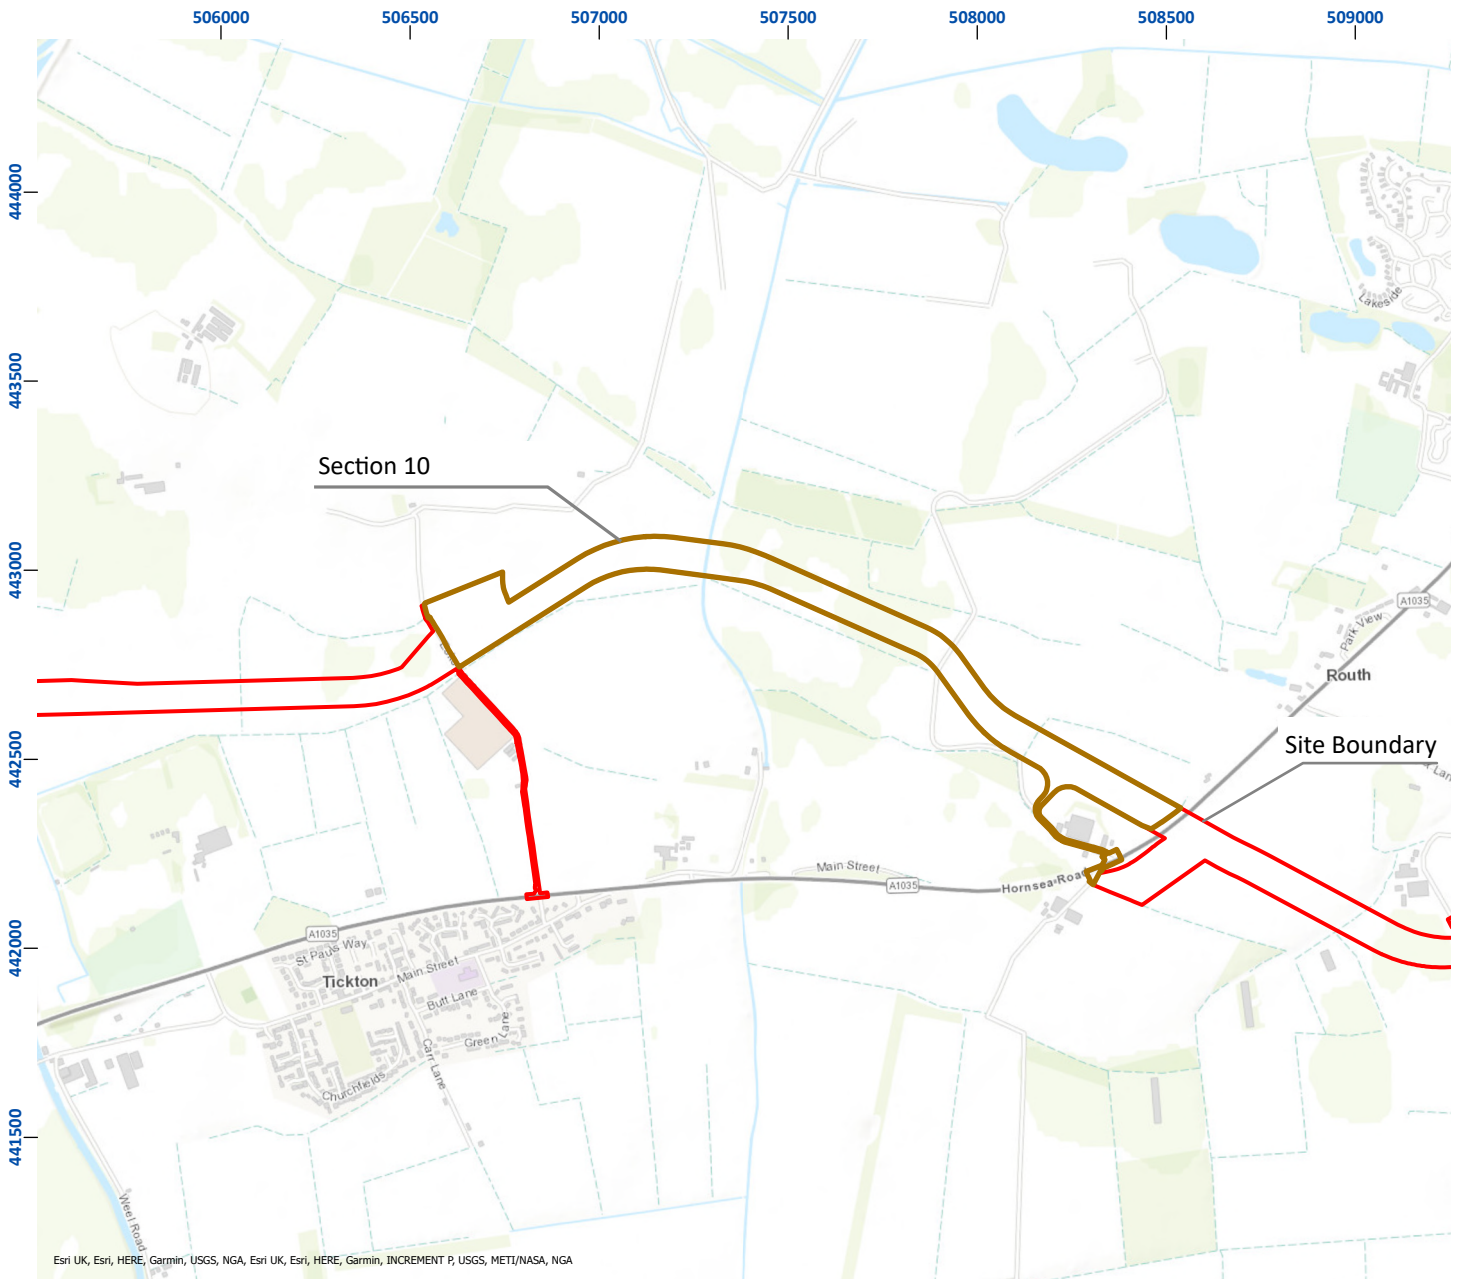 506000 506500 507000 507500 508000 508500 509000
444000
443500
443000
442500
442000
441500
Lakeside
Section 10
A1035
Park View
Routh
Site Boundary
Main Street
A1035
Hornsea Road
A1035
St Pauls Way
Main Street
Tickton
Butt Lane
Green Lane
Carr Lane
Churchfields
Weel Road
Esri UK, Esri, HERE, Garmin, USGS, NGA, Esri UK, Esri, HERE, Garmin, INCREMENT P, USGS, METI/NASA, NGA